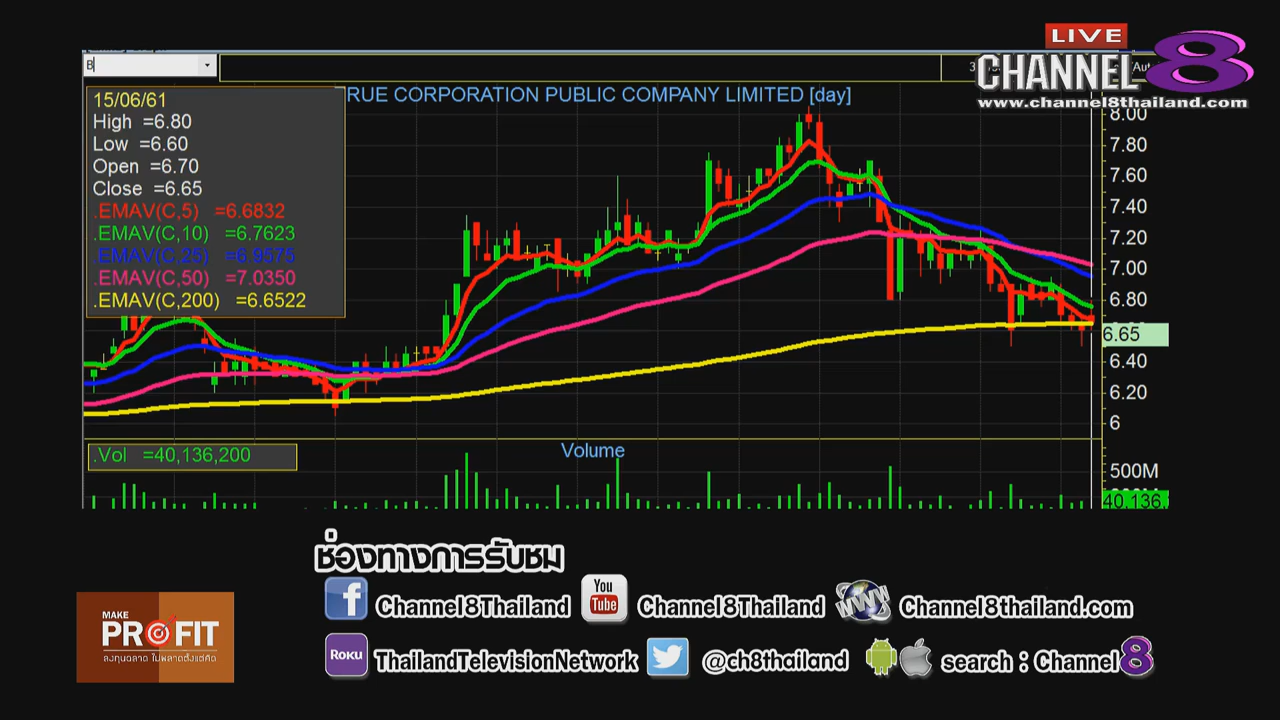 LIVE
B
CHANNEL 8
www.channel8thailand.com
15/06/61
RUE CORPORATION PUBLIC COMPANY LIMITED [day]
High =6.80
Low =6.60
Open =6.70
Close =6.65
.EMAV(C,5) =6.6832
.EMAV(C,10) =6.7623
.EMAV(C,25) =6.9575
.EMAV(C,50) =7.0350
.EMAV(C,200) =6.6522
8.00
7.80
7.60
7.40
7.20
7.00
6.80
6.65
6.40
6.20
6
.Vol =40,136,200
Volume
500M
40,136
ช่องทางการรับชม
f Channel8Thailand
You Tube Channel8Thailand
WWW Channel8thailand.com
MAKE
PROFIT
ลงทุนฉลาด ไม่พลาดตั้งแต่คิด
Roku ThailandTelevisionNetwork
@ch8thailand
search : Channel 8